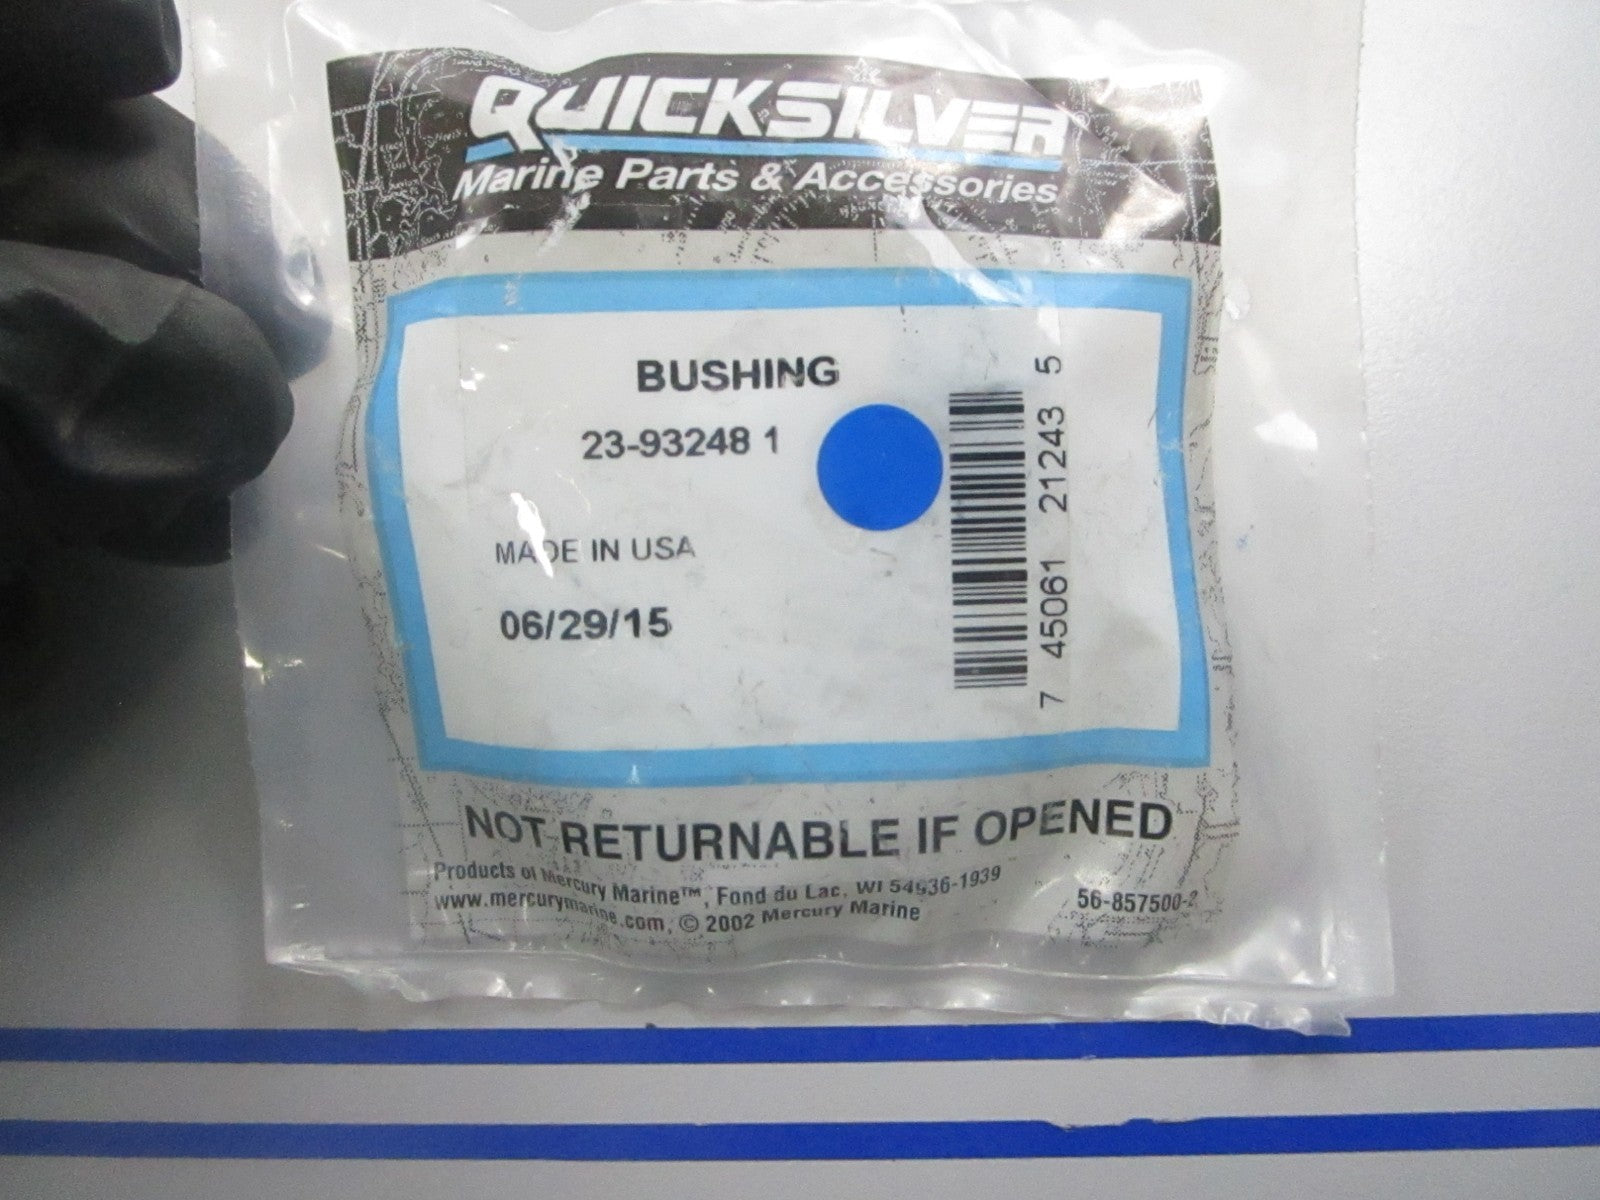 QUICKSILVER
Marine Parts & Accessories
BUSHING
23-93248 1
MADE IN USA
06/29/15
7 45061 21243 5
NOT RETURNABLE IF OPENED
Products of Mercury Marine™, Fond du Lac, WI 54936-1939
www.mercurymarine.com, © 2002 Mercury Marine
56-857500-2